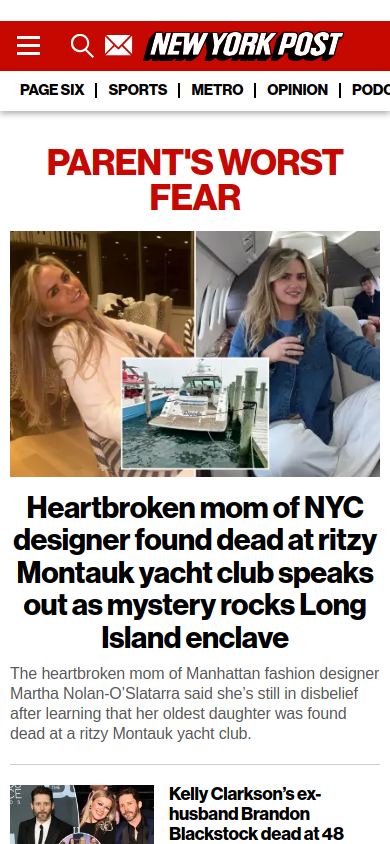 NEW YORK POST
PAGE SIX
SPORTS
METRO
OPINION
PODC
PARENT'S WORST
FEAR
Heartbroken mom of NYC
designer found dead at ritzy
Montauk yacht club speaks
out as mystery rocks Long
Island enclave
The heartbroken mom of Manhattan fashion designer
Martha Nolan-O’Slatarra said she’s still in disbelief
after learning that her oldest daughter was found
dead at a ritzy Montauk yacht club.
Kelly Clarkson’s ex-
husband Brandon
Blackstock dead at 48